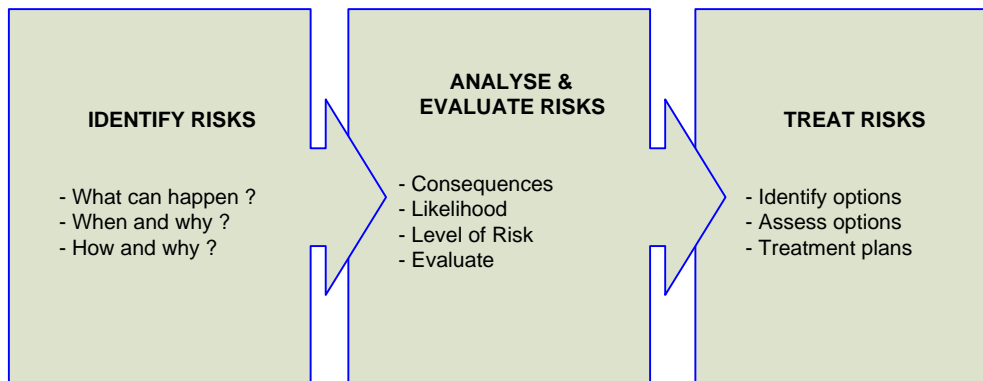 IDENTIFY RISKS
- What can happen ?
- When and why ?
- How and why ?
ANALYSE &
EVALUATE RISKS
- Consequences
- Likelihood
- Level of Risk
- Evaluate
TREAT RISKS
- Identify options
- Assess options
- Treatment plans